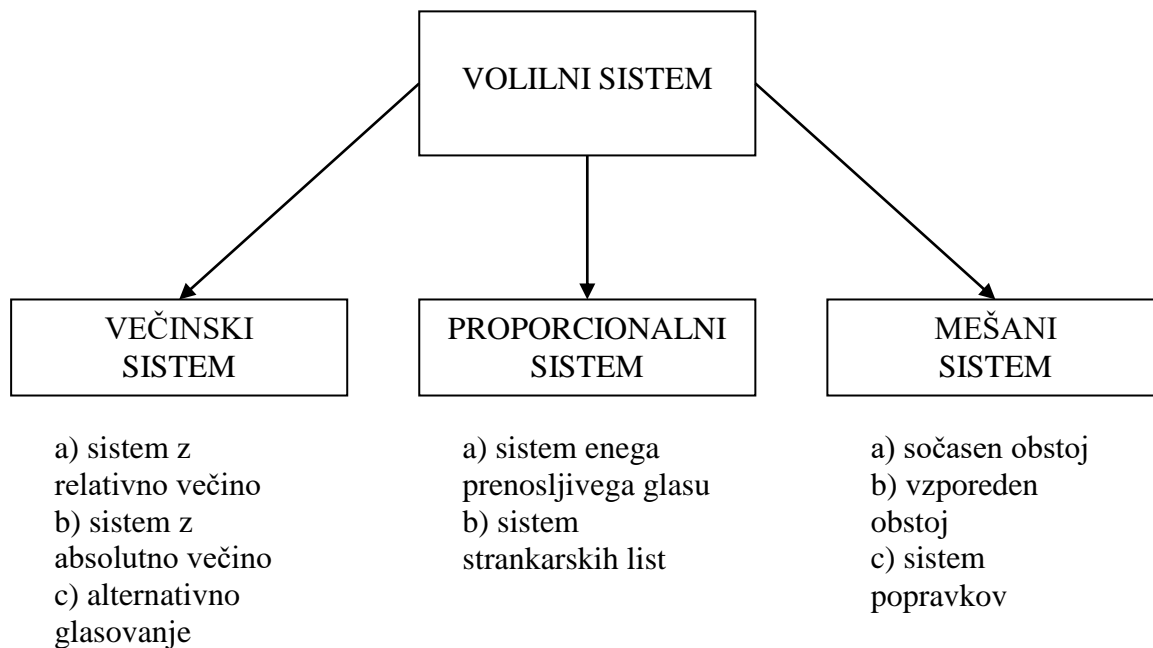 VOLILNI SISTEM
VEČINSKI
SISTEM
PROPORCIONALNI
SISTEM
MEŠANI
SISTEM
a) sistem z
relativno večino
b) sistem z
absolutno večino
c) alternativno
glasovanje
a) sistem enega
prenosljivega glasu
b) sistem
strankarskih list
a) sočasen obstoj
b) vzporeden
obstoj
c) sistem
popravkov